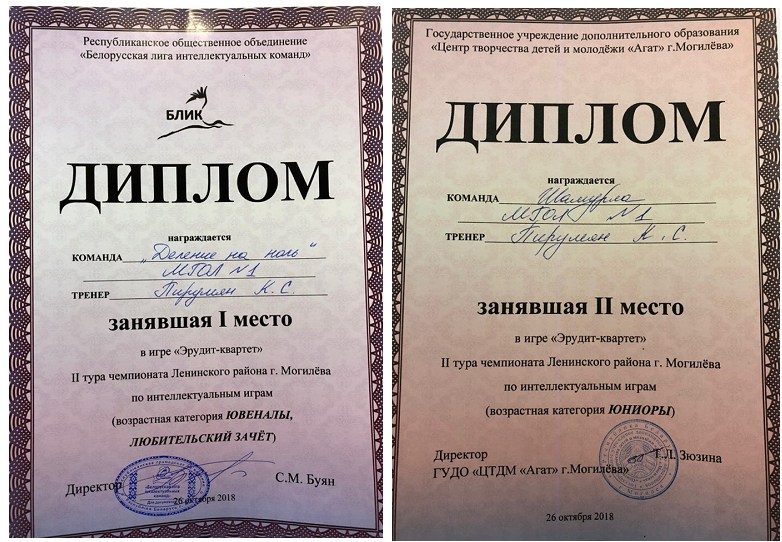 Республиканское общественное объединение
«Белорусская лига интеллектуальных команд»
БЛИК
ДИПЛОМ
награждается
КОМАНДА „Деление на ноль“
МГОЛ №1
ТРЕНЕР Пирумян К.С.
занявшая I место
в игре «Эрудит-квартет»
II тура чемпионата Ленинского района г. Могилёва
по интеллектуальным играм
(возрастная категория ЮВЕНАЛЫ,
ЛЮБИТЕЛЬСКИЙ ЗАЧЁТ)
Директор С.М. Буян
26 октября 2018
Государственное учреждение дополнительного образования
«Центр творчества детей и молодёжи «Агат» г.Могилёва»
ДИПЛОМ
награждается
КОМАНДА Шамурла
МГОЛ №1
ТРЕНЕР Пирумян К.С.
занявшая II место
в игре «Эрудит-квартет»
II тура чемпионата Ленинского района г. Могилёва
по интеллектуальным играм
(возрастная категория ЮНИОРЫ)
Директор
ГУДО «ЦТДМ «Агат» г.Могилёва» Т.Л. Зюзина
26 октября 2018